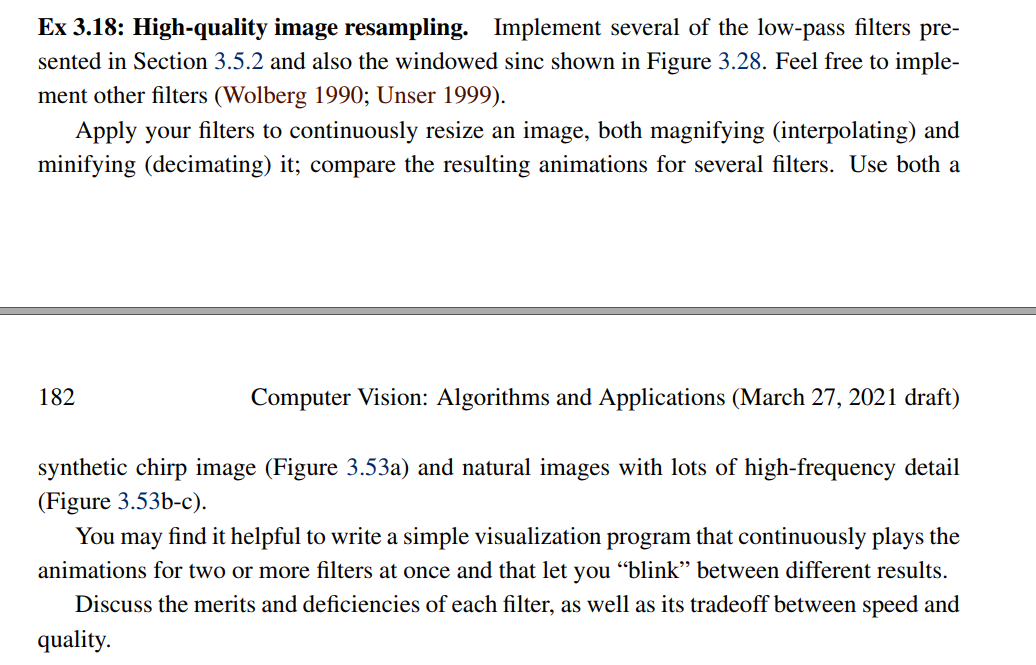 Ex 3.18: High-quality image resampling. Implement several of the low-pass filters pre-
sented in Section 3.5.2 and also the windowed sinc shown in Figure 3.28. Feel free to imple-
ment other filters (Wolberg 1990; Unser 1999).
Apply your filters to continuously resize an image, both magnifying (interpolating) and
minifying (decimating) it; compare the resulting animations for several filters. Use both a
182 Computer Vision: Algorithms and Applications (March 27, 2021 draft)
synthetic chirp image (Figure 3.53a) and natural images with lots of high-frequency detail
(Figure 3.53b-c).
You may find it helpful to write a simple visualization program that continuously plays the
animations for two or more filters at once and that let you “blink” between different results.
Discuss the merits and deficiencies of each filter, as well as its tradeoff between speed and
quality.